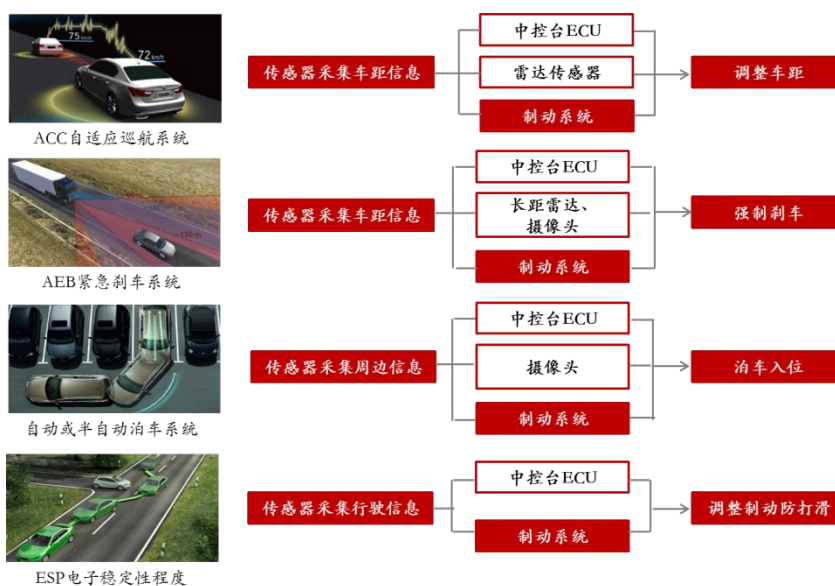 75 km/h
72 km/h
ACC自适应巡航系统
传感器采集车距信息
中控台ECU
雷达传感器
制动系统
调整车距
~150 m
AEB紧急刹车系统
传感器采集车距信息
中控台ECU
长距雷达、
摄像头
制动系统
强制刹车
自动或半自动泊车系统
传感器采集周边信息
中控台ECU
摄像头
制动系统
泊车入位
ESP电子稳定性程度
传感器采集行驶信息
中控台ECU
制动系统
调整制动防打滑